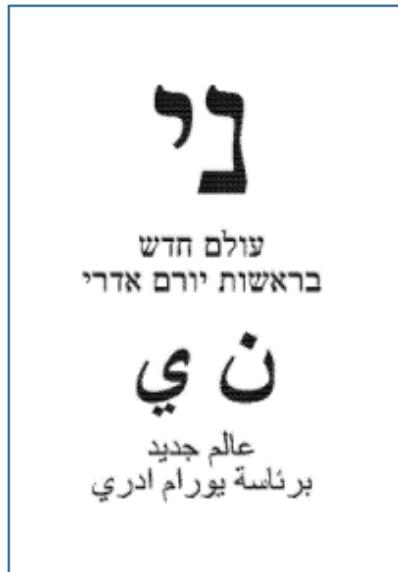 ני
עולם חדש
בראשות יורם אדרי
ن ي
عالم جديد
برئاسة يورام ادري